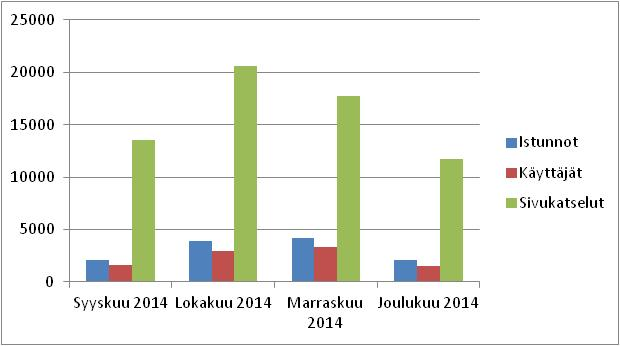 25000
20000
15000
10000
5000
0
Syyskuu 2014
Lokakuu 2014
Marraskuu
2014
Joulukuu 2014
Istunnot
Käyttäjät
Sivukatselut